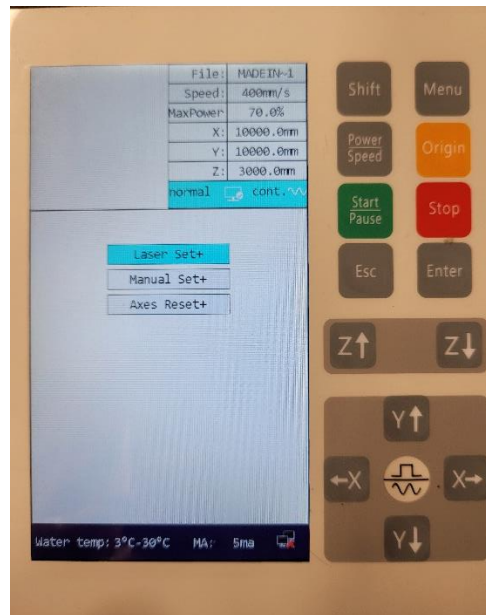 File: MADEIN~1
Speed: 400mm/s
MaxPower 70.0%
X: 10000.0mm
Y: 10000.0mm
Z: 3000.0mm
normal cont.
Laser Set+
Manual Set+
Axes Reset+
Water temp: 3°C-30°C MA: 5ma
Shift Menu
Power
Speed
Origin
Start
Pause
Stop
Esc Enter
Z↑ Z↓
Y↑
←X X→
Y↓